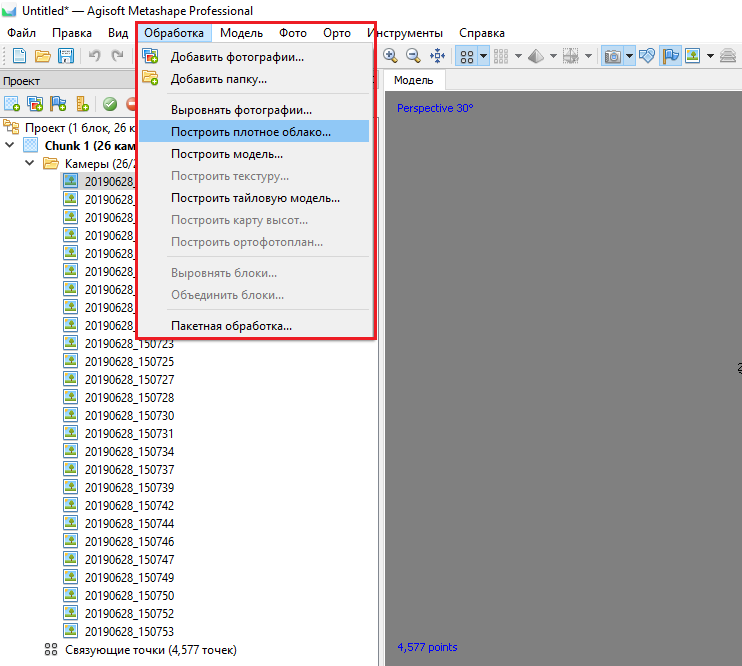 Untitled* — Agisoft Metashape Professional
Файл Правка Вид Обработка Модель Фото Орто Инструменты Справка
Проект
Добавить фотографии...
Добавить папку...
Выровнять фотографии...
Построить плотное облако...
Построить модель...
Построить текстуру...
Построить тайловую модель...
Построить карту высот...
Построить ортофотоплан...
Выровнять блоки...
Объединить блоки...
Пакетная обработка...
Проект (1 блок, 26 к
Chunk 1 (26 кам
Камеры (26/2
20190628_
20190628_
20190628_
20190628_
20190628_
20190628_
20190628_
20190628_
20190628_
20190628_150723
20190628_150725
20190628_150727
20190628_150728
20190628_150730
20190628_150731
20190628_150734
20190628_150737
20190628_150739
20190628_150742
20190628_150744
20190628_150746
20190628_150747
20190628_150749
20190628_150750
20190628_150752
20190628_150753
Связующие точки (4,577 точек)
Модель
Perspective 30°
4,577 points